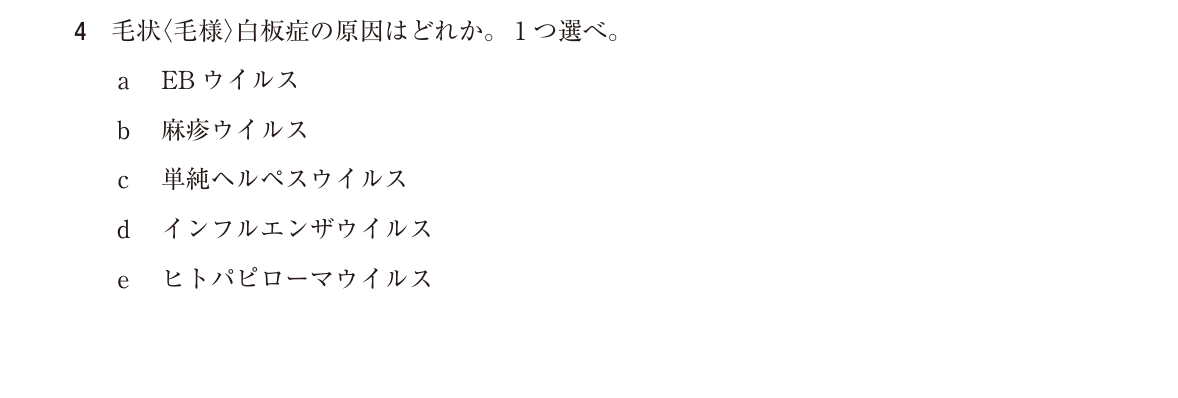 4 毛状〈毛様〉白板症の原因はどれか。1つ選べ。
a EBウイルス
b 麻疹ウイルス
c 単純ヘルペスウイルス
d インフルエンザウイルス
e ヒトパピローマウイルス